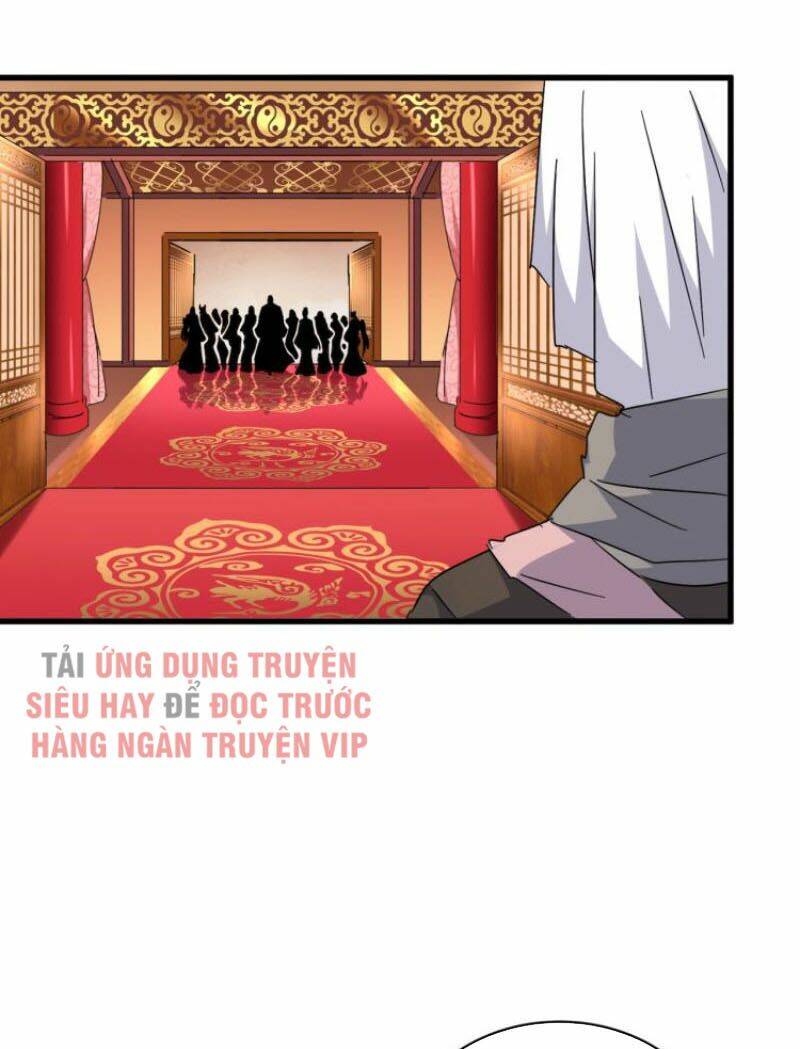 TẢI ỨNG DỤNG TRUYỆN
SIÊU HAY ĐỂ ĐỌC TRƯỚC
HÀNG NGÀN TRUYỆN VIP